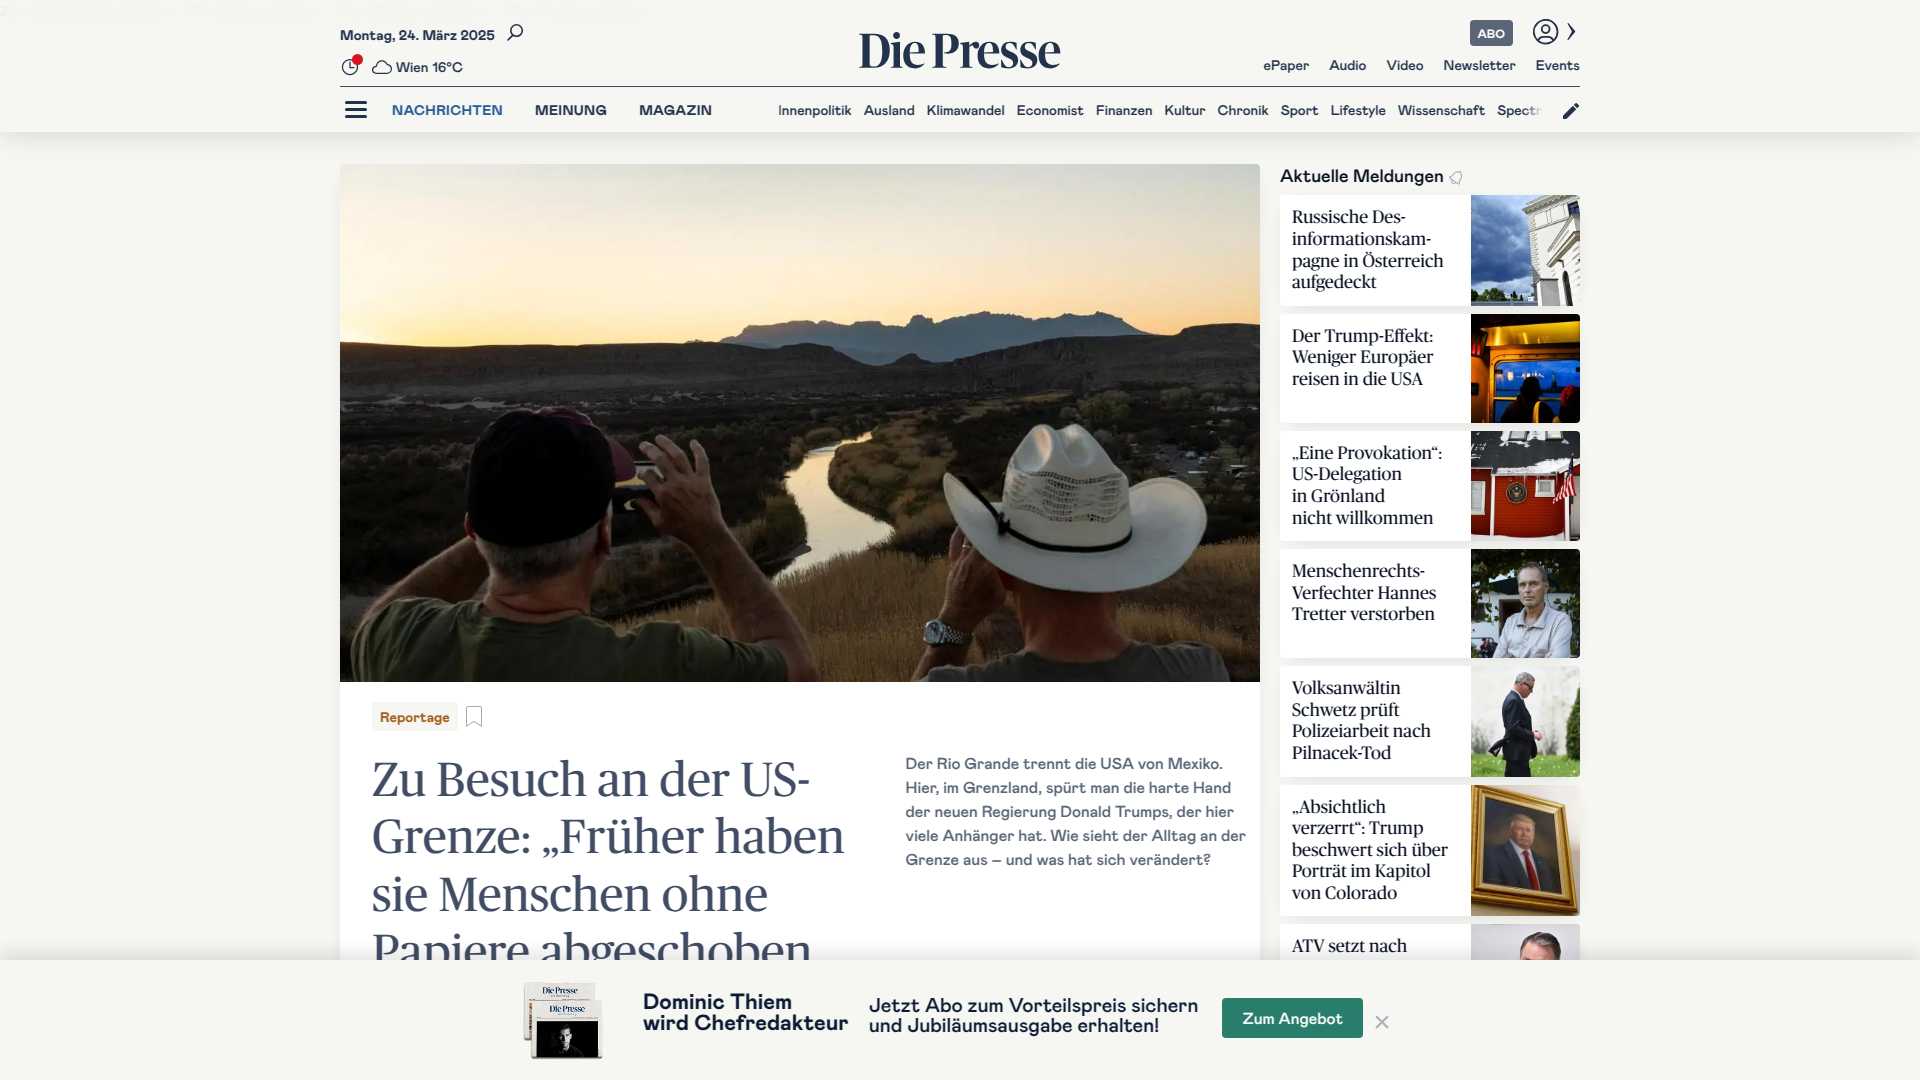 Montag, 24. März 2025
Wien 16°C
Die Presse
ABO
ePaper Audio Video Newsletter Events
NACHRICHTEN MEINUNG MAGAZIN
Innenpolitik Ausland Klimawandel Economist Finanzen Kultur Chronik Sport Lifestyle Wissenschaft Spectr
Reportage
Zu Besuch an der US-
Grenze: „Früher haben
sie Menschen ohne
Papiere abgeschoben
Der Rio Grande trennt die USA von Mexiko.
Hier, im Grenzland, spürt man die harte Hand
der neuen Regierung Donald Trumps, der hier
viele Anhänger hat. Wie sieht der Alltag an der
Grenze aus – und was hat sich verändert?
Aktuelle Meldungen
Russische Des-
informationskam-
pagne in Österreich
aufgedeckt
Der Trump-Effekt:
Weniger Europäer
reisen in die USA
„Eine Provokation“:
US-Delegation
in Grönland
nicht willkommen
Menschenrechts-
Verfechter Hannes
Tretter verstorben
Volksanwältin
Schwetz prüft
Polizeiarbeit nach
Pilnacek-Tod
„Absichtlich
verzerrt“: Trump
beschwert sich über
Porträt im Kapitol
von Colorado
ATV setzt nach
Die Presse
Die Presse
Dominic Thiem
wird Chefredakteur
Jetzt Abo zum Vorteilspreis sichern
und Jubiläumsausgabe erhalten!
Zum Angebot